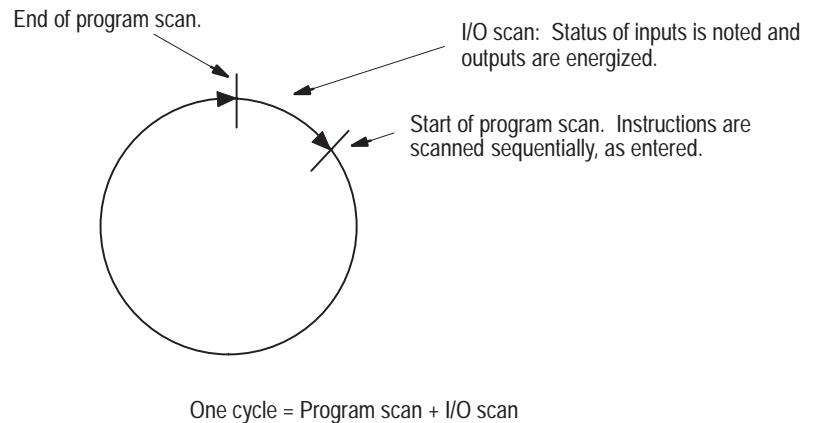 End of program scan.
I/O scan: Status of inputs is noted and
outputs are energized.
Start of program scan. Instructions are
scanned sequentially, as entered.
One cycle = Program scan + I/O scan